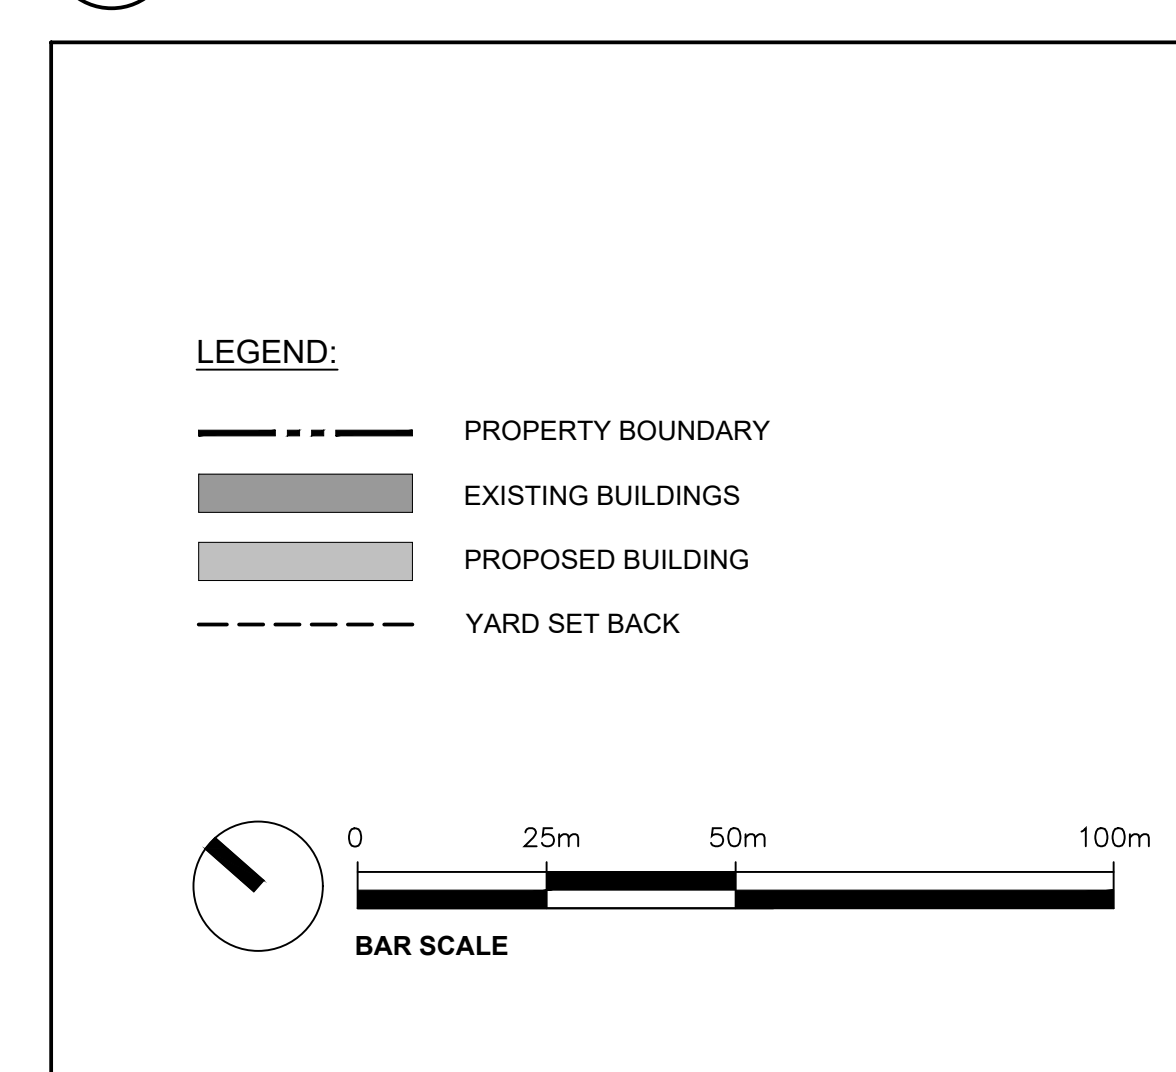 LEGEND:
PROPERTY BOUNDARY
EXISTING BUILDINGS
PROPOSED BUILDING
YARD SET BACK
0 25m 50m 100m
BAR SCALE